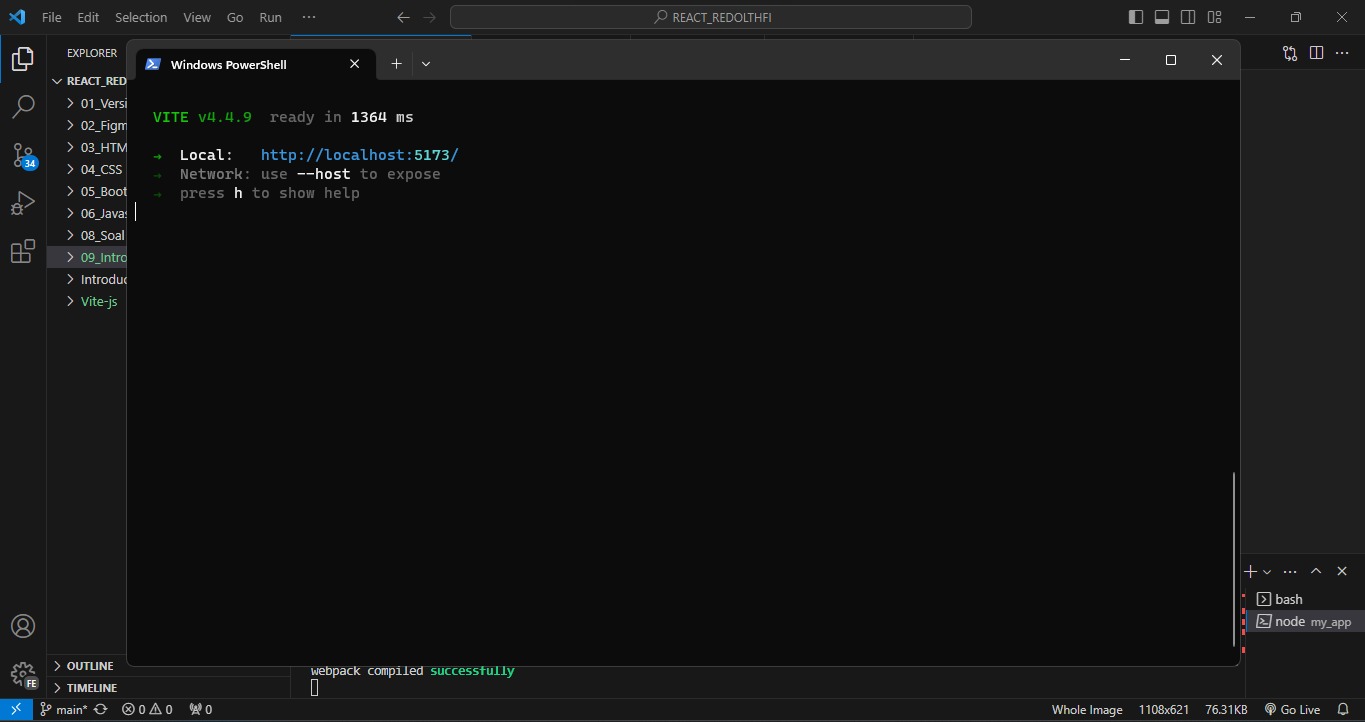 File Edit Selection View Go Run ··· REACT_REDOLTHFI
EXPLORER
Windows PowerShell
REACT_RED
01_Versi
02_Figm
03_HTM
04_CSS
05_Boot
06_Javas
08_Soal
09_Intro
Introduc
Vite-js
VITE v4.4.9 ready in 1364 ms
➜ Local: http://localhost:5173/
➜ Network: use --host to expose
➜ press h to show help
bash
node my_app
OUTLINE
TIMELINE
webpack compiled successfully
34
FE
main* 0 0 0 Whole Image 1108x621 76.31KB Go Live